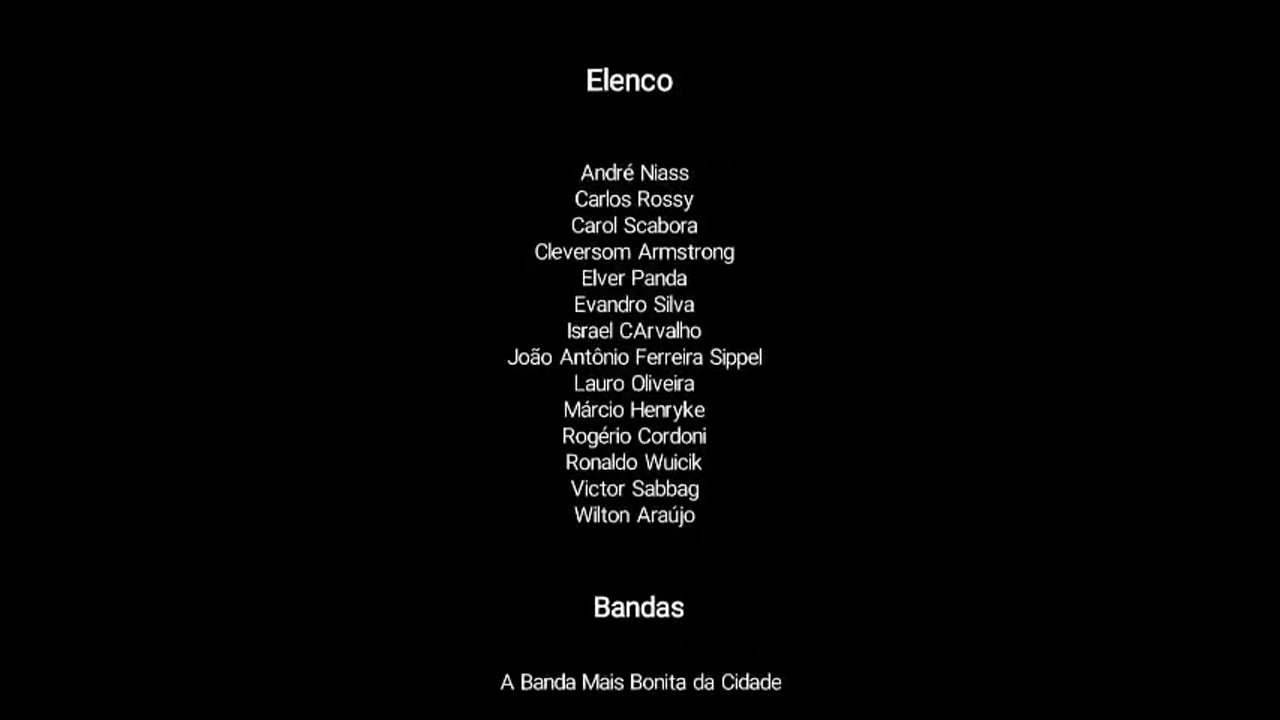 Elenco
André Niass
Carlos Rossy
Carol Scabora
Cleversom Armstrong
Elver Panda
Evandro Silva
Israel CArvalho
João Antônio Ferreira Sippel
Lauro Oliveira
Márcio Henryke
Rogério Cordoni
Ronaldo Wuicik
Victor Sabbag
Wilton Araújo
Bandas
A Banda Mais Bonita da Cidade